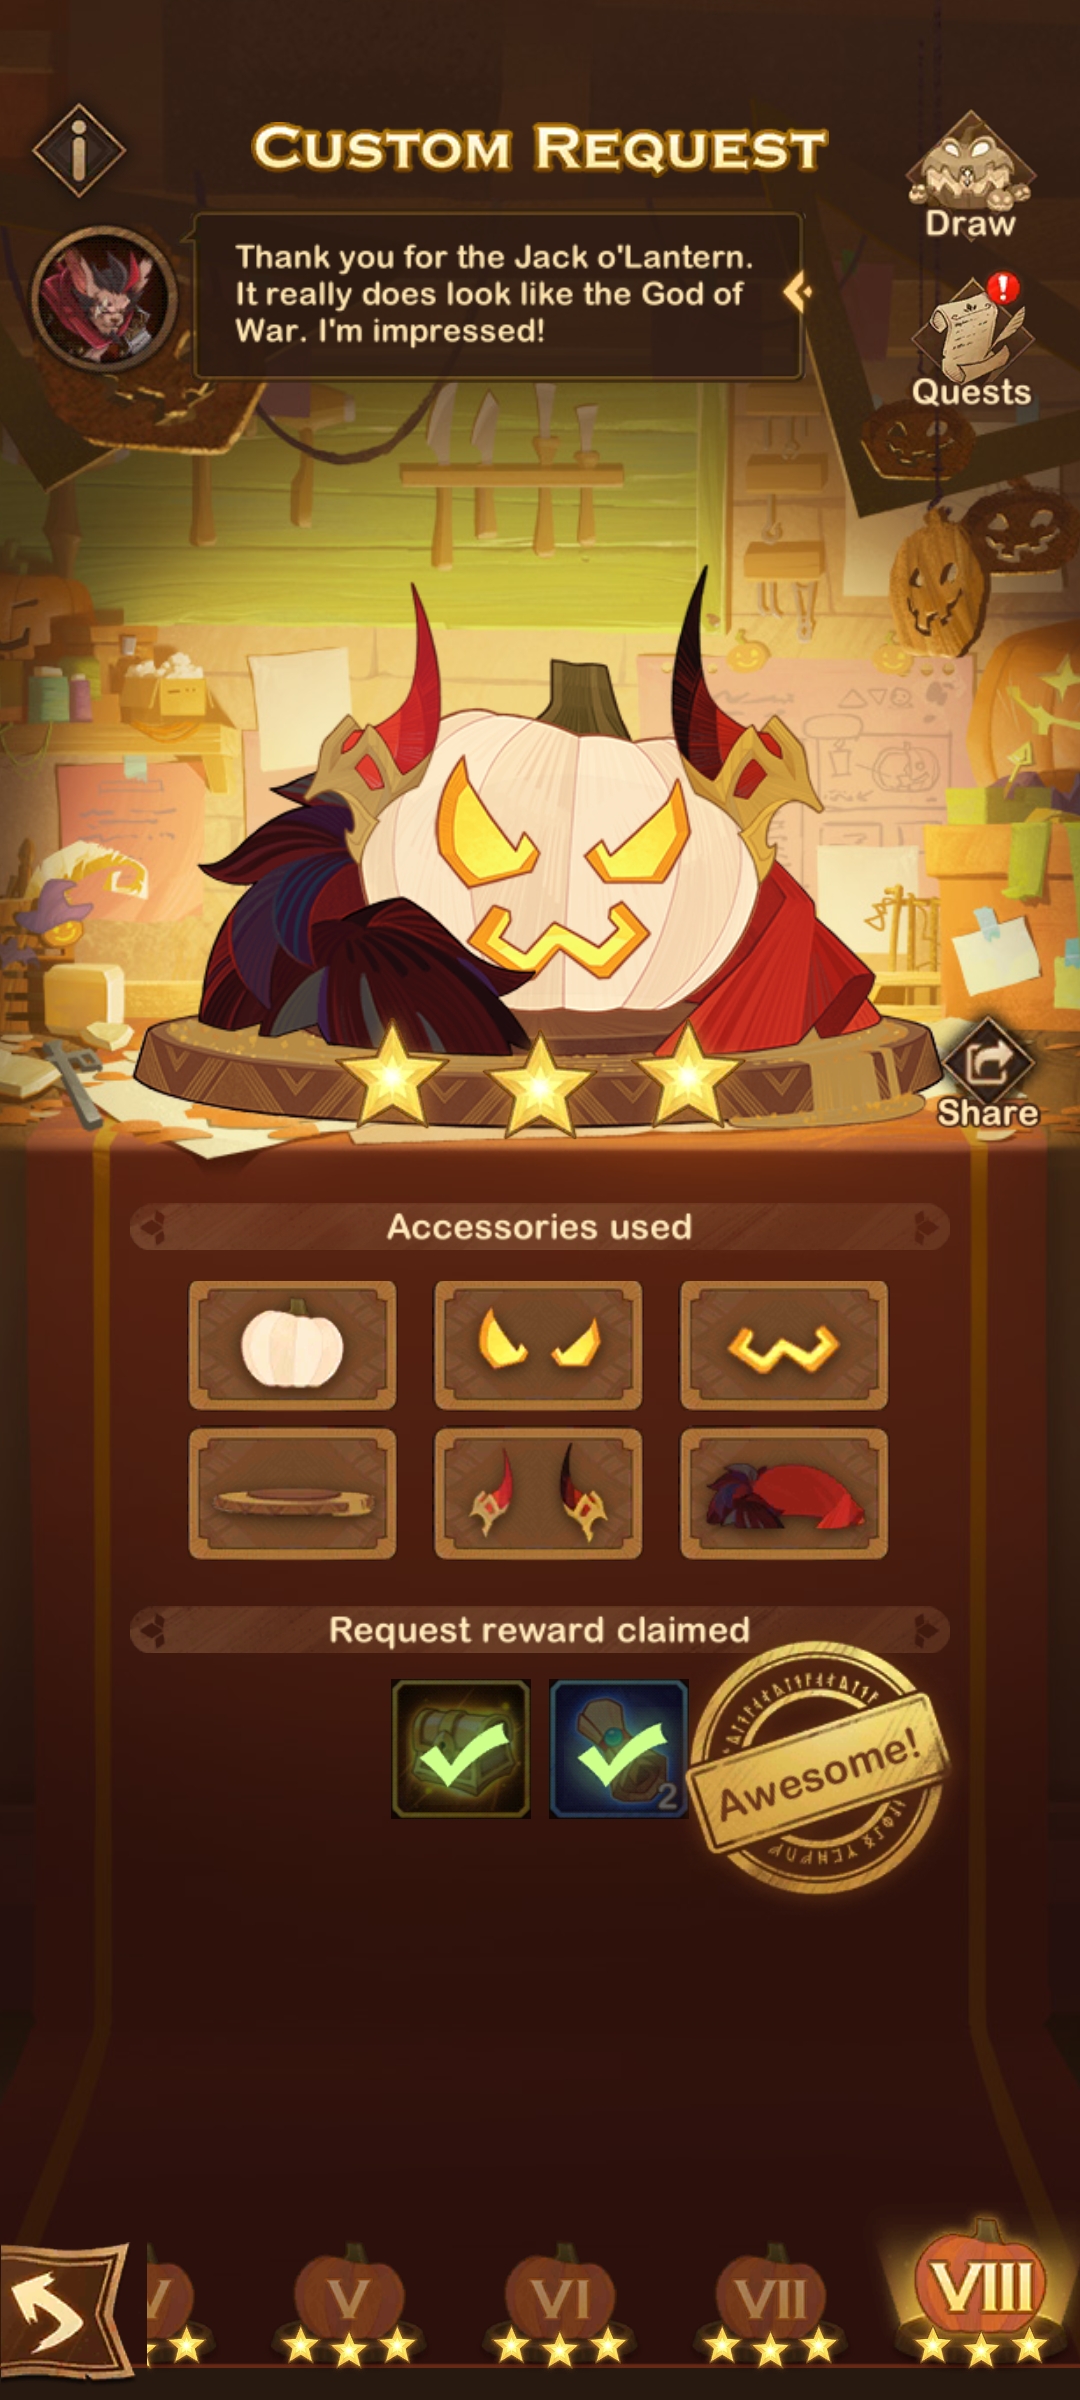 Custom Request
Draw
Thank you for the Jack o'Lantern.
It really does look like the God of
War. I'm impressed!
Quests
Share
Accessories used
Request reward claimed
2
Awesome!
V
V
VI
VII
VIII